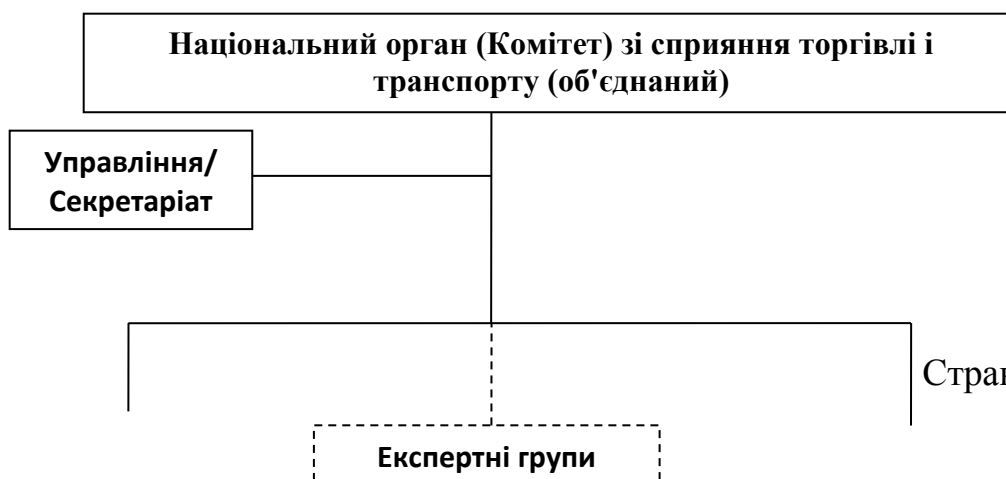 Національний орган (Комітет) зі сприяння торгівлі і
транспорту (об'єднаний)
Управління/
Секретаріат
Експертні групи